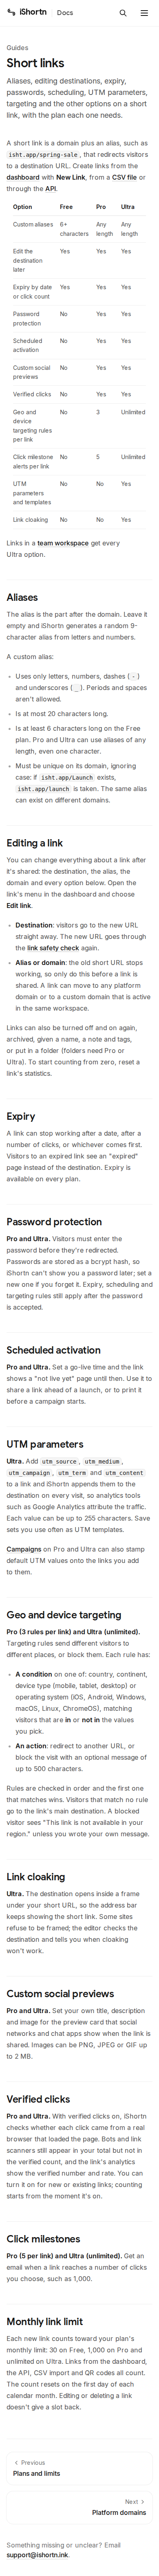 iShortn Docs
Guides
Short links
Aliases, editing destinations, expiry,
passwords, scheduling, UTM parameters,
targeting and the other options on a short
link, with the plan each one needs.
A short link is a domain plus an alias, such as
isht.app/spring-sale, that redirects visitors
to a destination URL. Create links from the
dashboard with New Link, from a CSV file or
through the API.
Option Free Pro Ultra
Custom aliases 6+ characters Any length Any length
Edit the destination later Yes Yes Yes
Expiry by date or click count Yes Yes Yes
Password protection No Yes Yes
Scheduled activation No Yes Yes
Custom social previews No Yes Yes
Verified clicks No Yes Yes
Geo and device targeting rules per link No 3 Unlimited
Click milestone alerts per link No 5 Unlimited
UTM parameters and templates No No Yes
Link cloaking No No Yes
Links in a team workspace get every
Ultra option.
Aliases
The alias is the part after the domain. Leave it
empty and iShortn generates a random 9-
character alias from letters and numbers.
A custom alias:
Uses only letters, numbers, dashes (-)
and underscores (_). Periods and spaces
aren't allowed.
Is at most 20 characters long.
Is at least 6 characters long on the Free
plan. Pro and Ultra can use aliases of any
length, even one character.
Must be unique on its domain, ignoring
case: if isht.app/Launch exists,
isht.app/launch is taken. The same alias
can exist on different domains.
Editing a link
You can change everything about a link after
it's shared: the destination, the alias, the
domain and every option below. Open the
link's menu in the dashboard and choose
Edit link.
Destination: visitors go to the new URL
straight away. The new URL goes through
the link safety check again.
Alias or domain: the old short URL stops
working, so only do this before a link is
shared. A link can move to a platform
domain or to a custom domain that is active
in the same workspace.
Links can also be turned off and on again,
archived, given a name, a note and tags,
or put in a folder (folders need Pro or
Ultra). To start counting from zero, reset a
link's statistics.
Expiry
A link can stop working after a date, after a
number of clicks, or whichever comes first.
Visitors to an expired link see an "expired"
page instead of the destination. Expiry is
available on every plan.
Password protection
Pro and Ultra. Visitors must enter the
password before they're redirected.
Passwords are stored as a bcrypt hash, so
iShortn can't show you a password later; set a
new one if you forget it. Expiry, scheduling and
targeting rules still apply after the password
is accepted.
Scheduled activation
Pro and Ultra. Set a go-live time and the link
shows a "not live yet" page until then. Use it to
share a link ahead of a launch, or to print it
before a campaign starts.
UTM parameters
Ultra. Add utm_source, utm_medium,
utm_campaign, utm_term and utm_content
to a link and iShortn appends them to the
destination on every visit, so analytics tools
such as Google Analytics attribute the traffic.
Each value can be up to 255 characters. Save
sets you use often as UTM templates.
Campaigns on Pro and Ultra can also stamp
default UTM values onto the links you add
to them.
Geo and device targeting
Pro (3 rules per link) and Ultra (unlimited).
Targeting rules send different visitors to
different places, or block them. Each rule has:
A condition on one of: country, continent,
device type (mobile, tablet, desktop) or
operating system (iOS, Android, Windows,
macOS, Linux, ChromeOS), matching
visitors that are in or not in the values
you pick.
An action: redirect to another URL, or
block the visit with an optional message of
up to 500 characters.
Rules are checked in order and the first one
that matches wins. Visitors that match no rule
go to the link's main destination. A blocked
visitor sees "This link is not available in your
region." unless you wrote your own message.
Link cloaking
Ultra. The destination opens inside a frame
under your short URL, so the address bar
keeps showing the short link. Some sites
refuse to be framed; the editor checks the
destination and tells you when cloaking
won't work.
Custom social previews
Pro and Ultra. Set your own title, description
and image for the preview card that social
networks and chat apps show when the link is
shared. Images can be PNG, JPEG or GIF up
to 2 MB.
Verified clicks
Pro and Ultra. With verified clicks on, iShortn
checks whether each click came from a real
browser that loaded the page. Bots and link
scanners still appear in your total but not in
the verified count, and the link's analytics
show the verified number and rate. You can
turn it on for new or existing links; counting
starts from the moment it's on.
Click milestones
Pro (5 per link) and Ultra (unlimited). Get an
email when a link reaches a number of clicks
you choose, such as 1,000.
Monthly link limit
Each new link counts toward your plan's
monthly limit: 30 on Free, 1,000 on Pro and
unlimited on Ultra. Links from the dashboard,
the API, CSV import and QR codes all count.
The count resets on the first day of each
calendar month. Editing or deleting a link
doesn't give a slot back.
Previous
Plans and limits
Next
Platform domains
Something missing or unclear? Email
support@ishortn.ink.